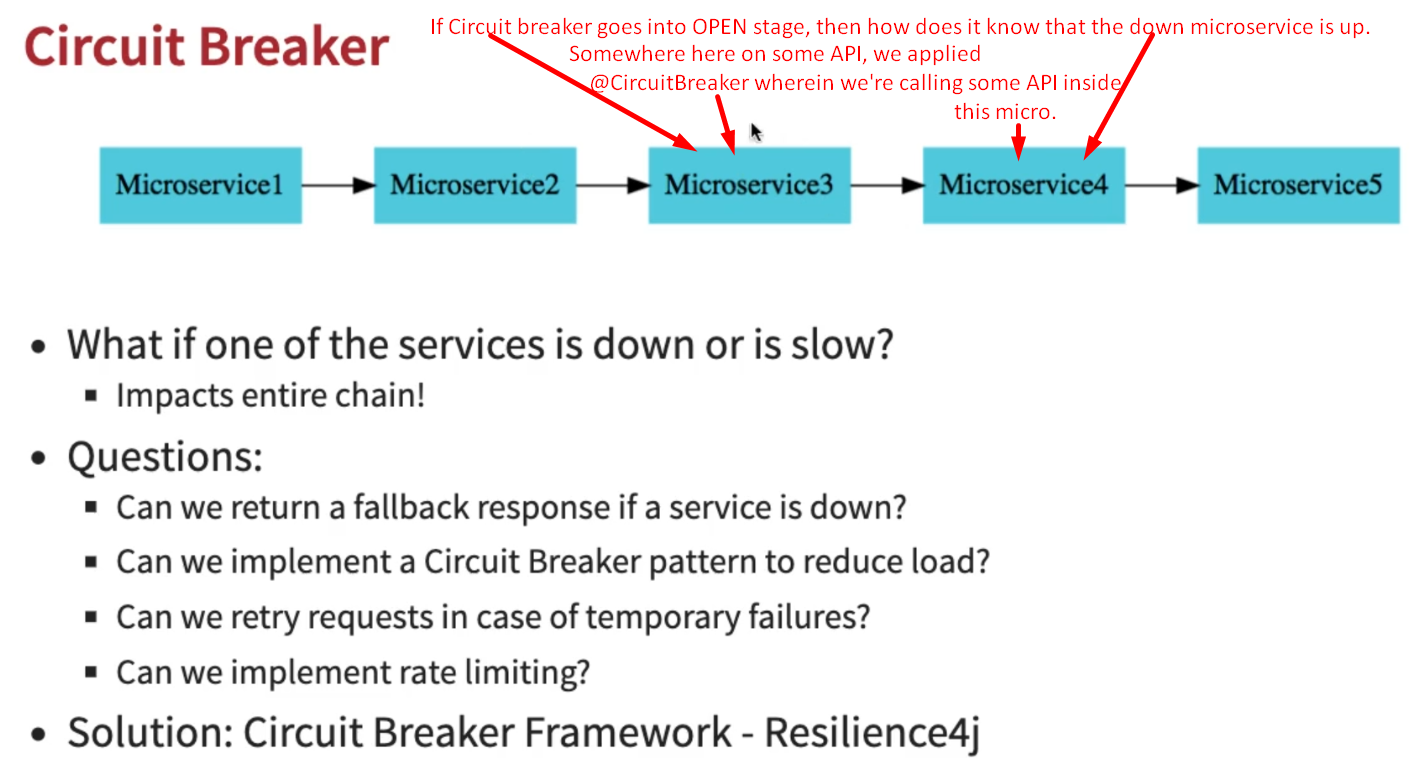 Circuit Breaker
If Circuit breaker goes into OPEN stage, then how does it know that the down microservice is up.
Somewhere here on some API, we applied
@CircuitBreaker wherein we're calling some API inside
this micro.
Microservice1
Microservice2
Microservice3
Microservice4
Microservice5
• What if one of the services is down or is slow?
▪ Impacts entire chain!
• Questions:
▪ Can we return a fallback response if a service is down?
▪ Can we implement a Circuit Breaker pattern to reduce load?
▪ Can we retry requests in case of temporary failures?
▪ Can we implement rate limiting?
• Solution: Circuit Breaker Framework - Resilience4j